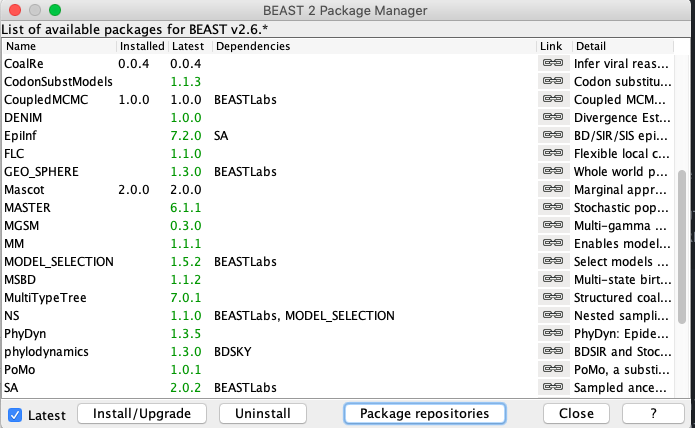 BEAST 2 Package Manager
List of available packages for BEAST v2.6.*
Name Installed Latest Dependencies Link Detail
CoalRe 0.0.4 0.0.4 Infer viral reas...
CodonSubstModels 1.1.3 Codon substitu...
CoupledMCMC 1.0.0 1.0.0 BEASTLabs Coupled MCM...
DENIM 1.0.0 Divergence Est...
EpiInf 7.2.0 SA BD/SIR/SIS epi...
FLC 1.1.0 Flexible local c...
GEO_SPHERE 1.3.0 BEASTLabs Whole world p...
Mascot 2.0.0 2.0.0 Marginal appr...
MASTER 6.1.1 Stochastic pop...
MGSM 0.3.0 Multi-gamma ...
MM 1.1.1 Enables model...
MODEL_SELECTION 1.5.2 BEASTLabs Select models ...
MSBD 1.1.2 Multi-state birt...
MultiTypeTree 7.0.1 Structured coal...
NS 1.1.0 BEASTLabs, MODEL_SELECTION Nested sampli...
PhyDyn 1.3.5 PhyDyn: Epide...
phylodynamics 1.3.0 BDSKY BDSIR and Stoc...
PoMo 1.0.1 PoMo, a substi...
SA 2.0.2 BEASTLabs Sampled ance...
Latest Install/Upgrade Uninstall Package repositories Close ?